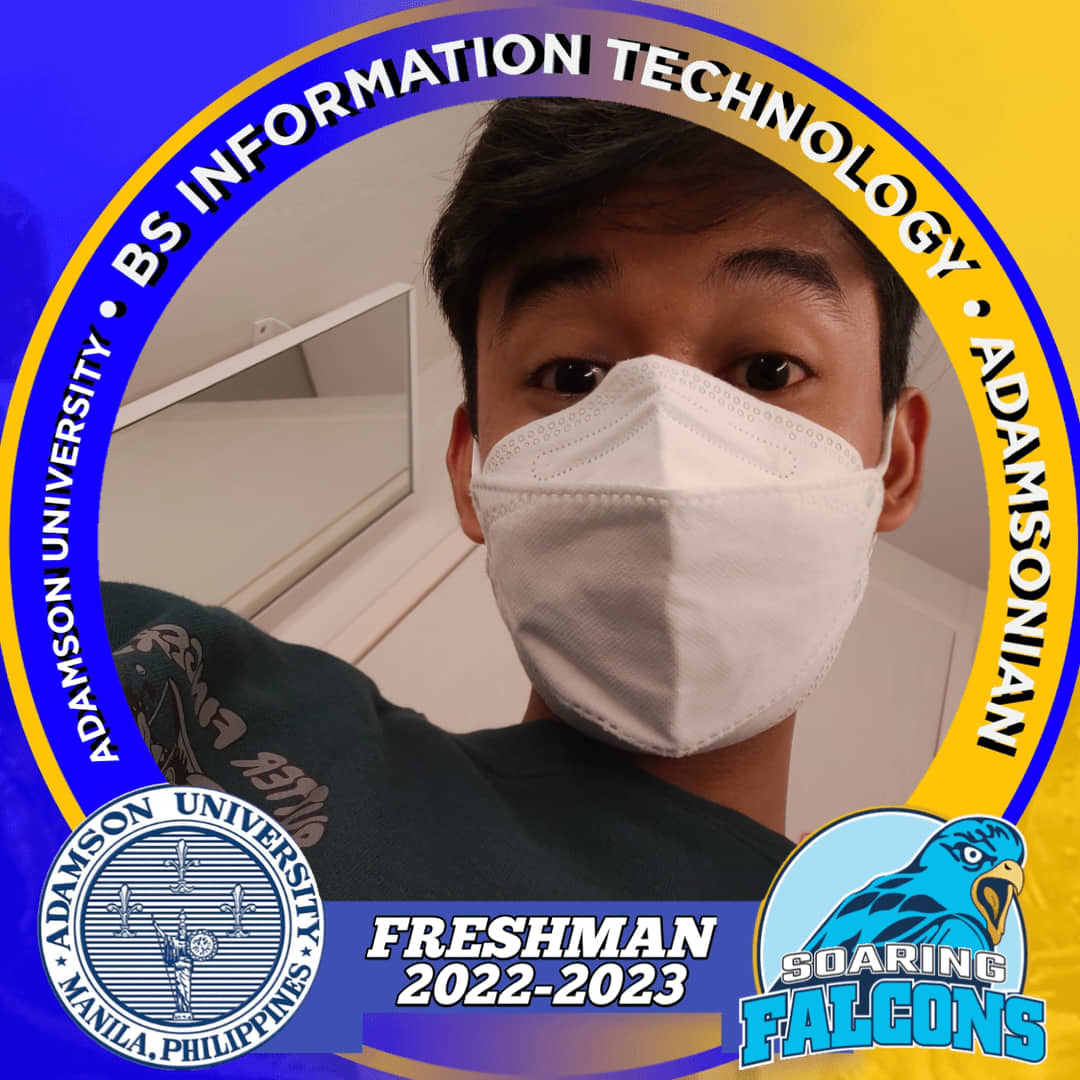 BS INFORMATION TECHNOLOGY
ADAMSON UNIVERSITY
ADAMSONIAN
ADAMSON UNIVERSITY
MANILA, PHILIPPINES
FRESHMAN
2022-2023
SOARING
FALCONS